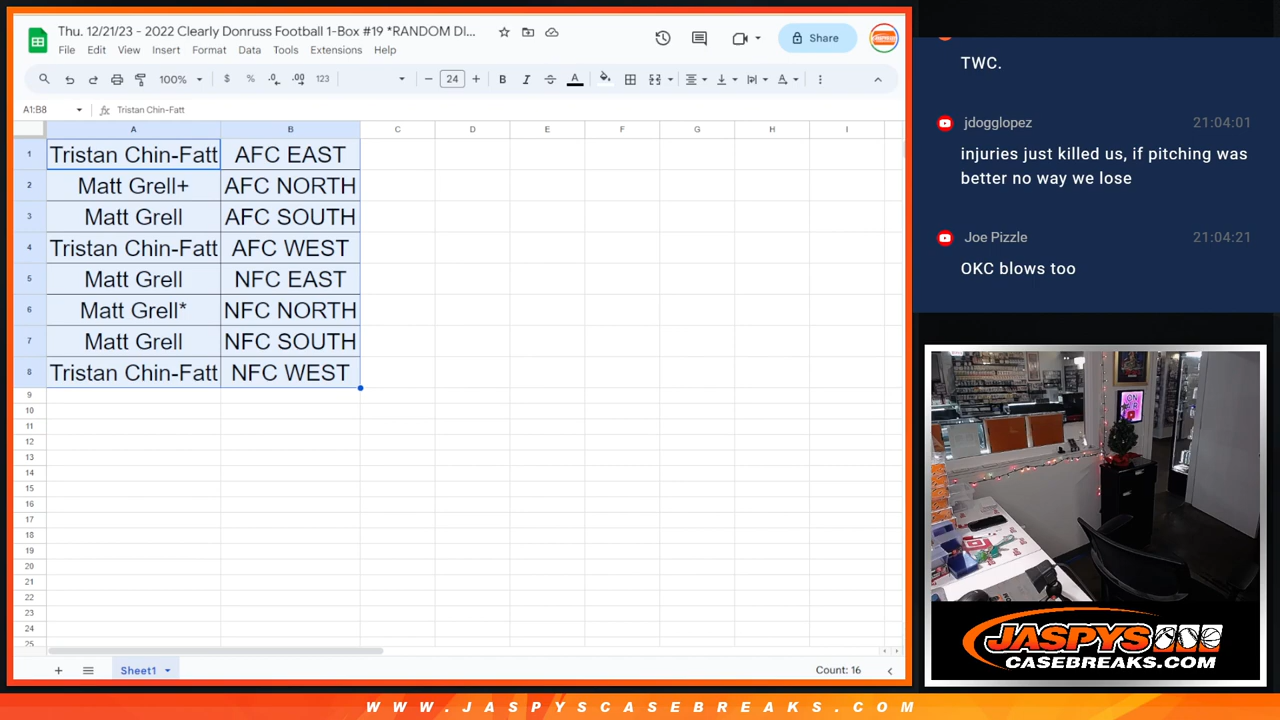 Thu. 12/21/23 - 2022 Clearly Donruss Football 1-Box #19 *RANDOM DI...
File Edit View Insert Format Data Tools Extensions Help
Share
100% $ % .0 .00 123 24 B I A
A1:B8 fx Tristan Chin-Fatt
A B C D E F G H I
1 Tristan Chin-Fatt AFC EAST
2 Matt Grell+ AFC NORTH
3 Matt Grell AFC SOUTH
4 Tristan Chin-Fatt AFC WEST
5 Matt Grell NFC EAST
6 Matt Grell* NFC NORTH
7 Matt Grell NFC SOUTH
8 Tristan Chin-Fatt NFC WEST
9
10
11
12
13
14
15
16
17
18
19
20
21
22
23
24
25
Sheet1
Count: 16
TWC.
jdogglopez 21:04:01
injuries just killed us, if pitching was
better no way we lose
Joe Pizzle 21:04:21
OKC blows too
JASPYS
CASEBREAKS.COM
WWW.JASPYSCASEBREAKS.COM